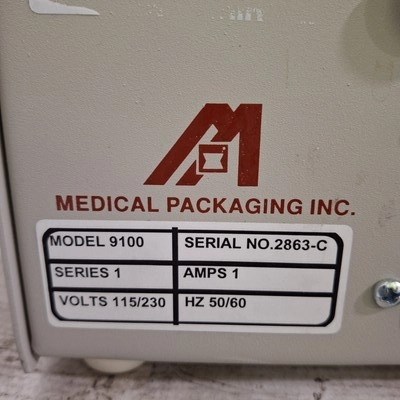 MEDICAL PACKAGING INC.
MODEL 9100 SERIAL NO.2863-C
SERIES 1 AMPS 1
VOLTS 115/230 HZ 50/60